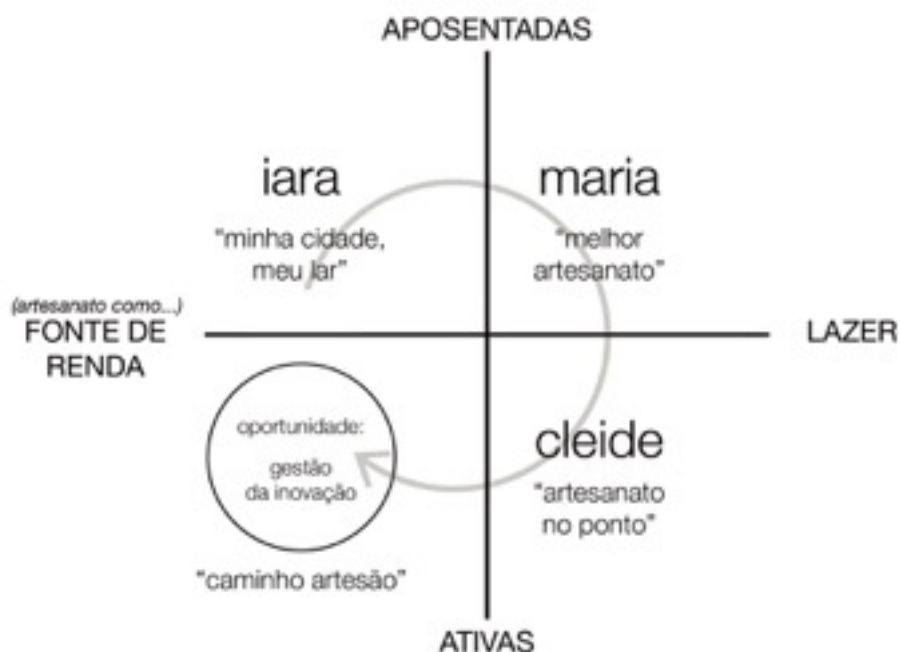 APOSENTADAS
iara
"minha cidade,
meu lar"
maria
"melhor
artesanato"
(artesanato como...)
FONTE DE
RENDA
LAZER
oportunidade:
gestão
da inovação
"caminho artesão"
cleide
"artesanato
no ponto"
ATIVAS